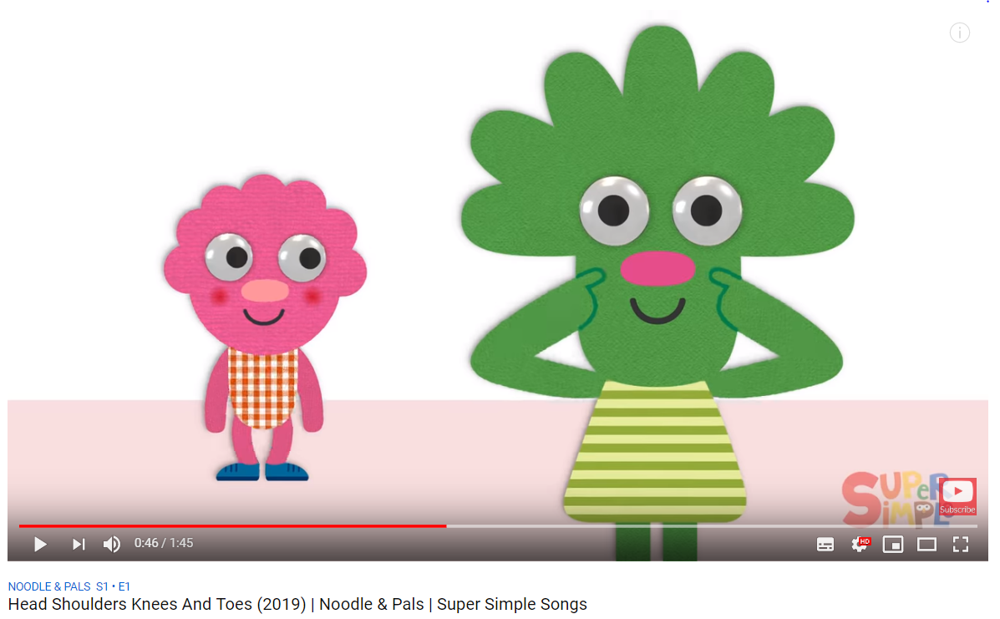 SUPeR
SiMPLE
Subscribe
0:46 / 1:45
HD
NOODLE & PALS S1 • E1
Head Shoulders Knees And Toes (2019) | Noodle & Pals | Super Simple Songs